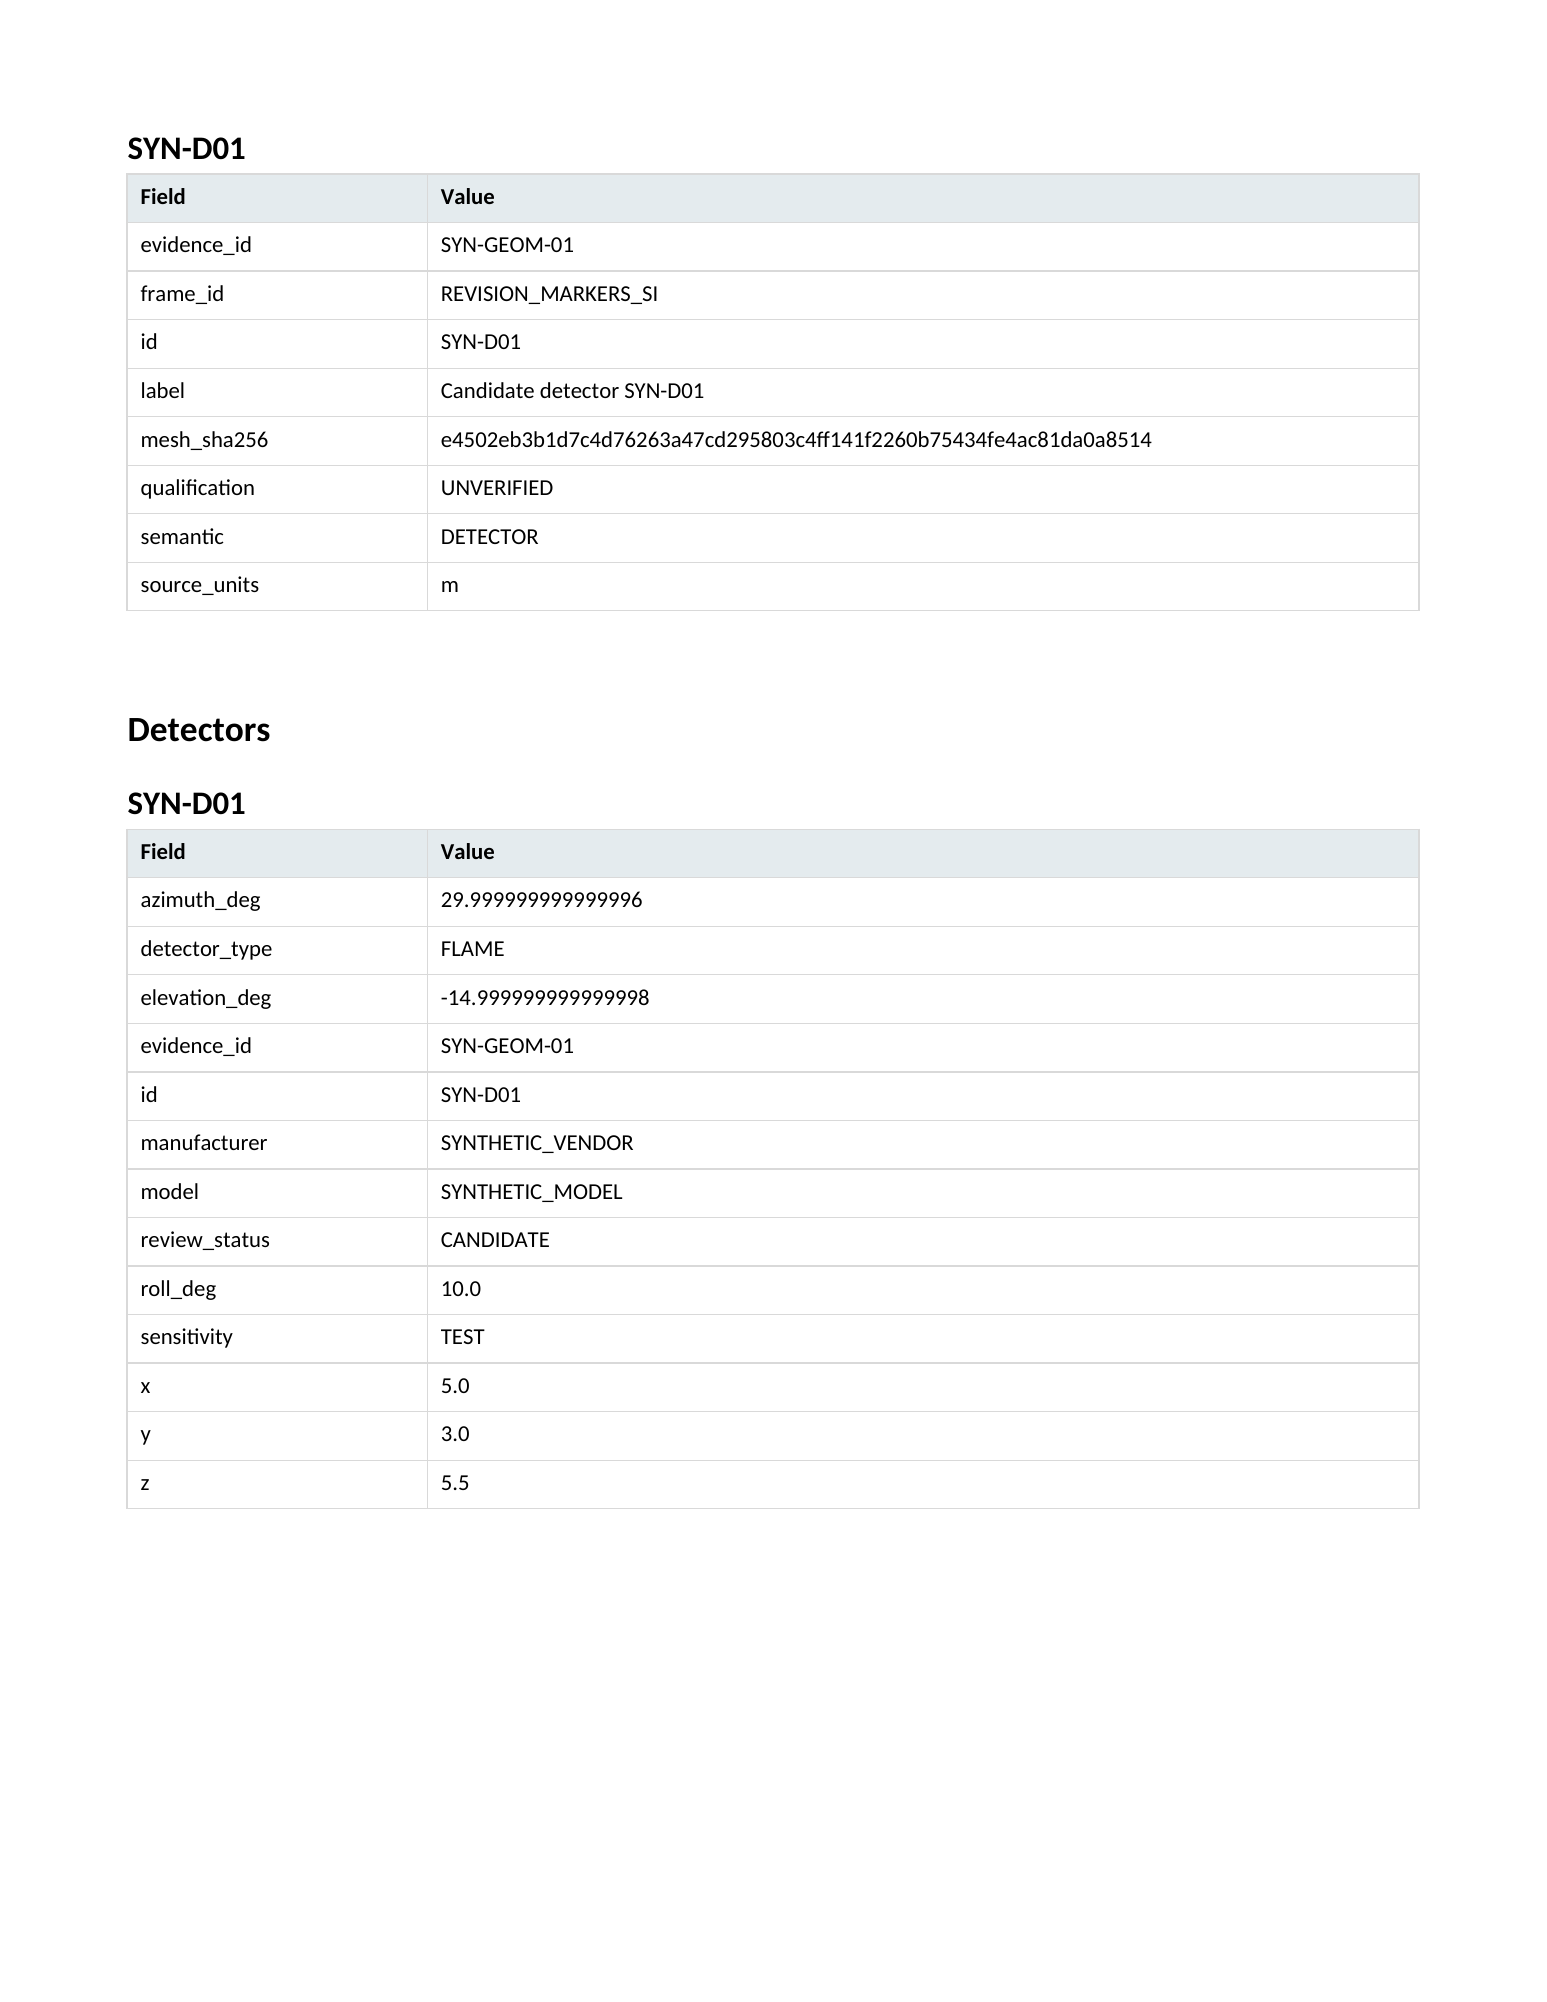 SYN-D01
Field Value
evidence_id SYN-GEOM-01
frame_id REVISION_MARKERS_SI
id SYN-D01
label Candidate detector SYN-D01
mesh_sha256 e4502eb3b1d7c4d76263a47cd295803c4ff141f2260b75434fe4ac81da0a8514
qualification UNVERIFIED
semantic DETECTOR
source_units m
Detectors
SYN-D01
Field Value
azimuth_deg 29.999999999999996
detector_type FLAME
elevation_deg -14.999999999999998
evidence_id SYN-GEOM-01
id SYN-D01
manufacturer SYNTHETIC_VENDOR
model SYNTHETIC_MODEL
review_status CANDIDATE
roll_deg 10.0
sensitivity TEST
x 5.0
y 3.0
z 5.5